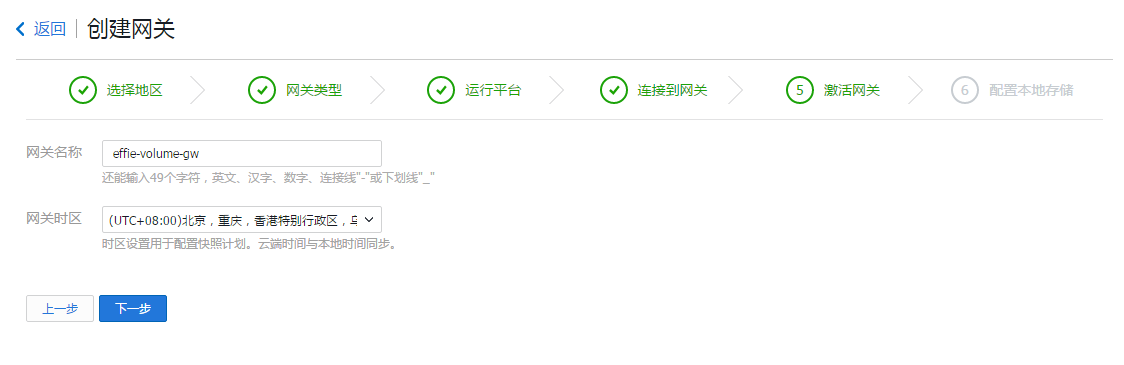 返回 创建网关
选择地区 网关类型 运行平台 连接到网关 5 激活网关 6 配置本地存储
网关名称 effie-volume-gw
还能输入49个字符，英文、汉字、数字、连接线"-"或下划线"_"
网关时区 (UTC+08:00)北京，重庆，香港特别行政区，
时区设置用于配置快照计划。云端时间与本地时间同步。
上一步 下一步